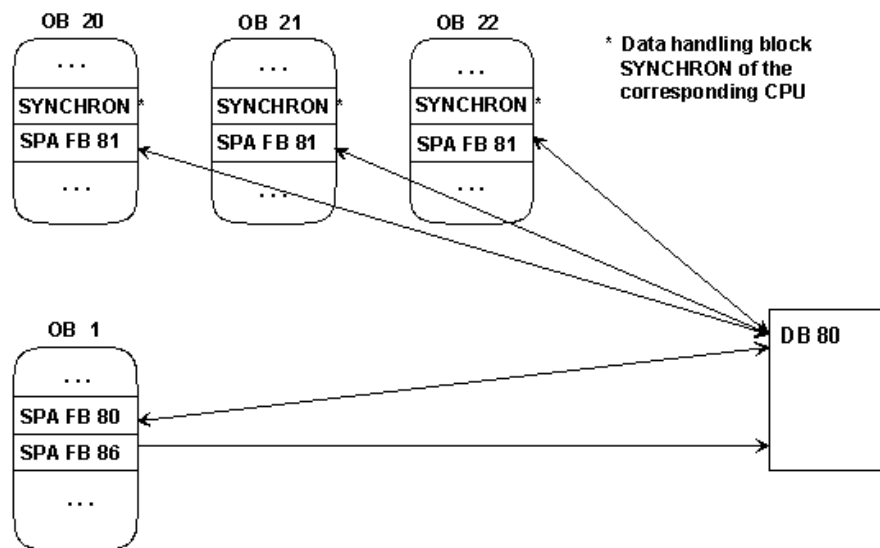 OB 20
OB 21
OB 22
* Data handling block
SYNCHRON of the
corresponding CPU
...
...
...
SYNCHRON *
SYNCHRON *
SYNCHRON *
SPA FB 81
SPA FB 81
SPA FB 81
...
...
...
OB 1
DB 80
...
SPA FB 80
SPA FB 86
...